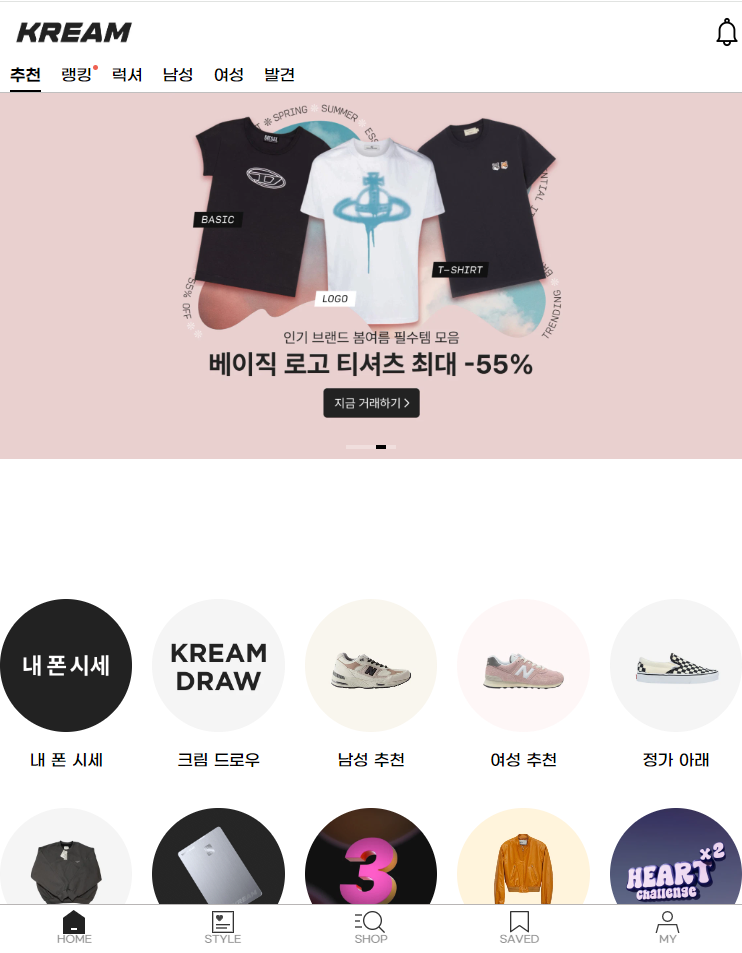 KREAM
추천 랭킹 럭셔 남성 여성 발견
SPRING SUMMER
DIESEL
BASIC
T-SHIRT
LOGO
55% OFF
TRENDING
인기 브랜드 봄여름 필수템 모음
베이직 로고 티셔츠 최대 -55%
지금 거래하기 >
내 폰 시세
KREAM
DRAW
내 폰 시세
크림 드로우
남성 추천
여성 추천
정가 아래
3
HEART x2
Challenge
HOME STYLE SHOP SAVED MY